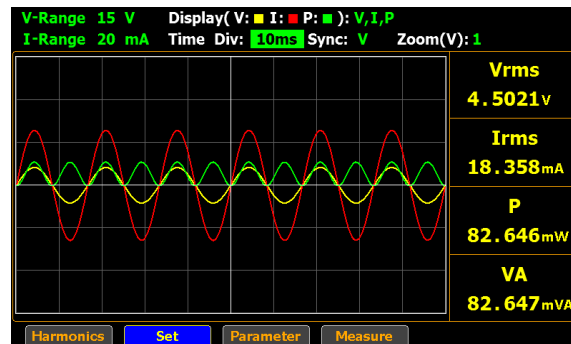 V-Range 15 V Display( V: I: P: ): V,I,P
I-Range 20 mA Time Div: 10ms Sync: V Zoom(V): 1
Vrms
4.5021V
Irms
18.358mA
P
82.646mW
VA
82.647mVA
Harmonics Set Parameter Measure